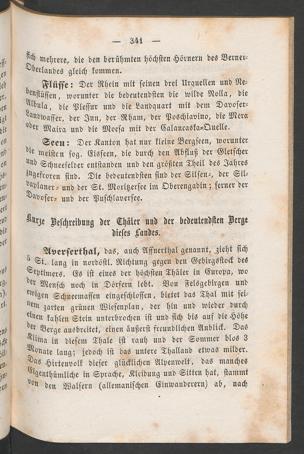 — 341 —
ſich mehrere, die den berühmten höchſten Hörnern des Berner-
Oberlandes gleich kommen.
Flüſſe: Der Rhein mit ſeinen drei Urquellen und Ne-
benflüſſen, worunter die bedeutendſten die wilde Nolla, die
Albula, die Pleſſur und die Landquart mit dem Davoſer-
Landwaſſer, der Inn, der Rham, der Poschlavino, die Mera
oder Maira und die Moeſa mit der Calancaska=Quelle.
Seen: Der Kanton hat nur kleine Bergſeen, worunter
die meiſten ſog. Eisſeen, die durch den Abfluß der Gletſcher
und Schneefelder entſtanden und den größten Theil des Jahres
zugefroren ſind. Die bedeutendſten ſind der Silſer-, der Sil-
vaplaner- und der St. Morizerſee im Oberengadin; ferner der
Davoſer- und der Puschlaverſee.
Kurze Beſchreibung der Thäler und der bedeutendſten Berge
dieſes Landes.
Averſerthal, das, auch Affnerthal genannt, zieht ſich
5 St. lang in nordöſtl. Richtung gegen den Gebirgsſtock des
Septimers. Es iſt eines der höchſten Thäler in Europa, wo
der Menſch noch in Dörfern lebt. Von Felsgebirgen und
ewigen Schneemaſſen eingeſchloſſen, bietet das Thal mit ſei-
nem zarten grünen Wieſenplan, der hin und wieder durch
einen kahlen Stein unterbrochen iſt und ſich bis auf die Höhe
der Berge ausbreitet, einen äußerſt freundlichen Anblick. Das
Klima in dieſem Thale iſt rauh und der Sommer blos 3
Monate lang; jedoch iſt das untere Thalland etwas milder.
Das Hirtenvolk dieſer glücklichen Alpenwelt, das manches
Eigenthümliche in Sprache, Kleidung und Sitten hat, ſtammt
von den Walſern (allemaniſchen Einwanderern) ab, nach